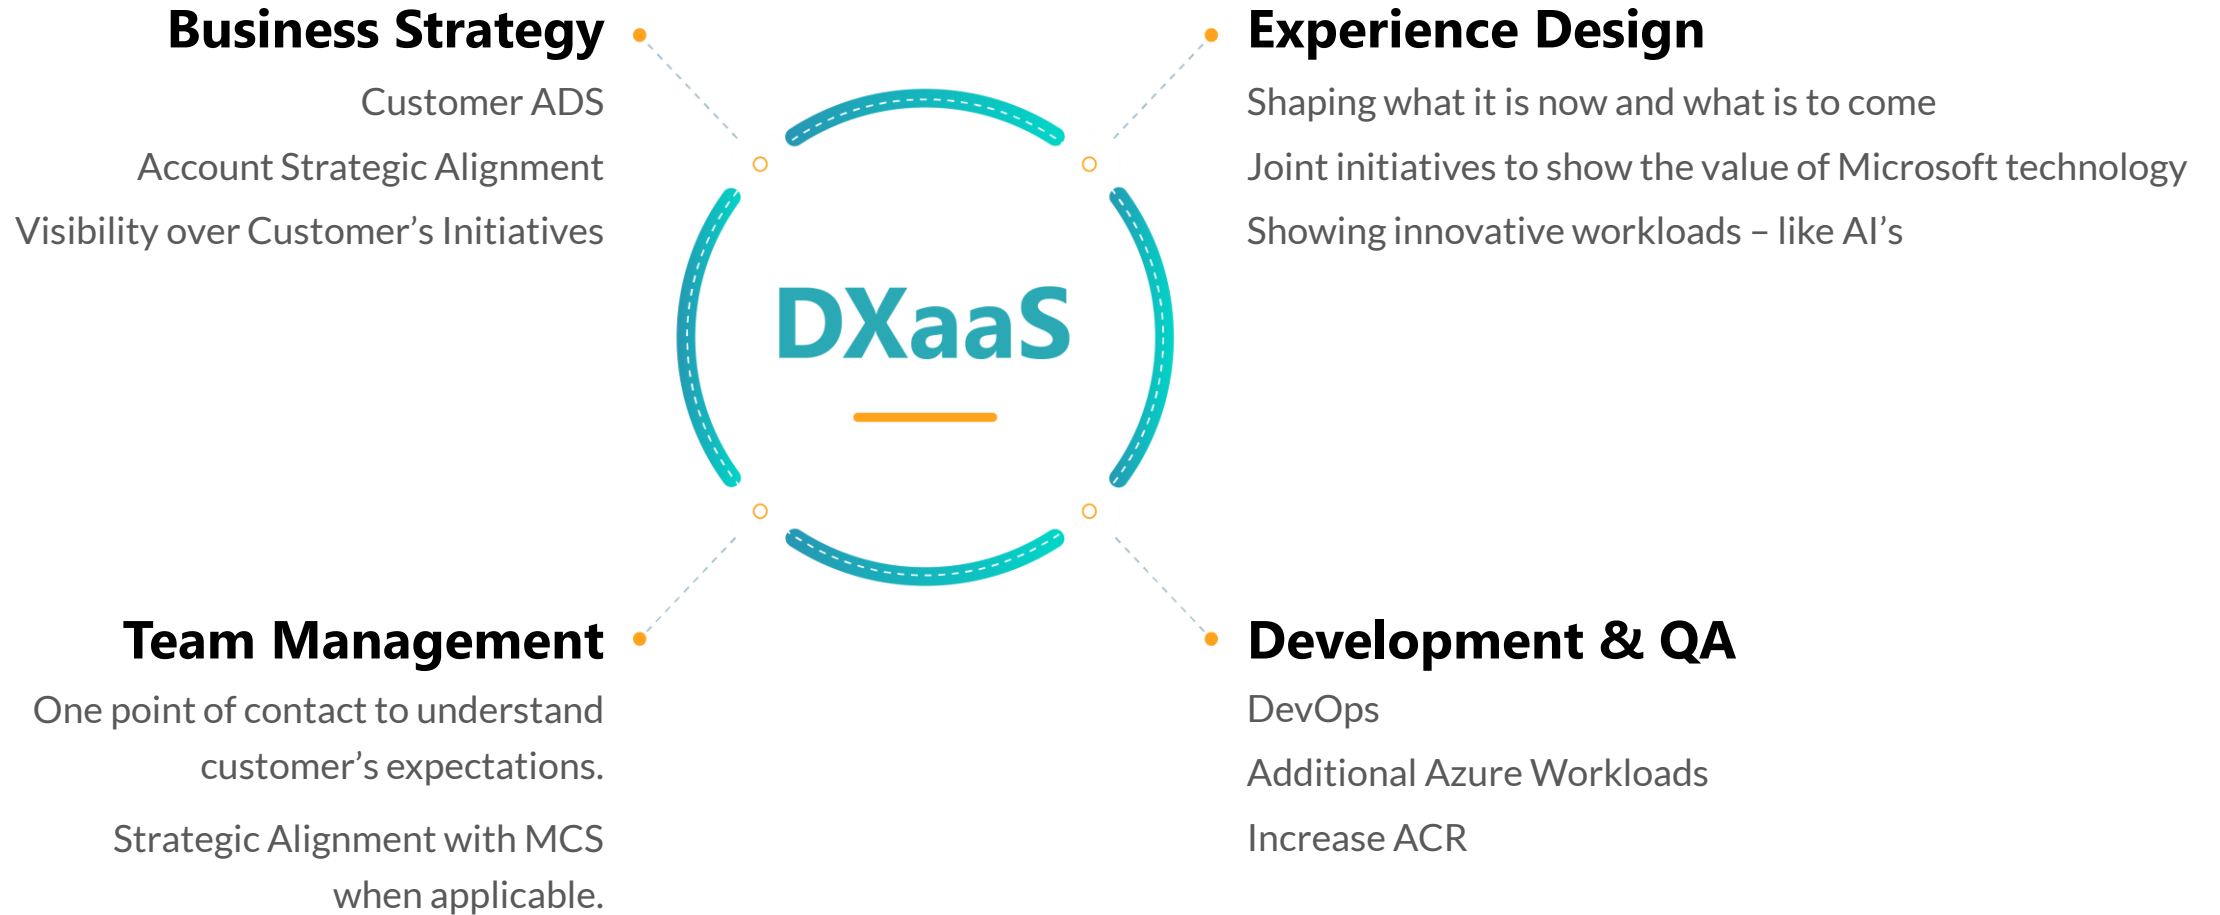 Business Strategy
Customer ADS
Account Strategic Alignment
Visibility over Customer’s Initiatives
Experience Design
Shaping what it is now and what is to come
Joint initiatives to show the value of Microsoft technology
Showing innovative workloads – like AI’s
DXaaS
Team Management
One point of contact to understand
customer’s expectations.
Strategic Alignment with MCS
when applicable.
Development & QA
DevOps
Additional Azure Workloads
Increase ACR